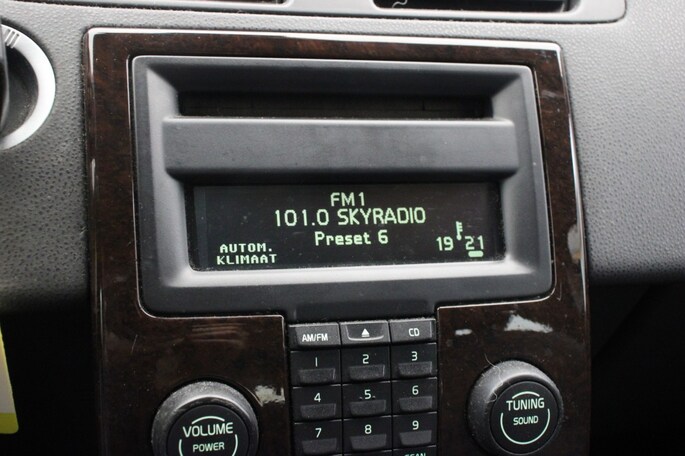 FM1
101.0 SKYRADIO
Preset 6
AUTOM.
KLIMAAT
19 21
AM/FM
CD
1 2 3
4 5 6
7 8 9
VOLUME
POWER
TUNING
SOUND
SCAN